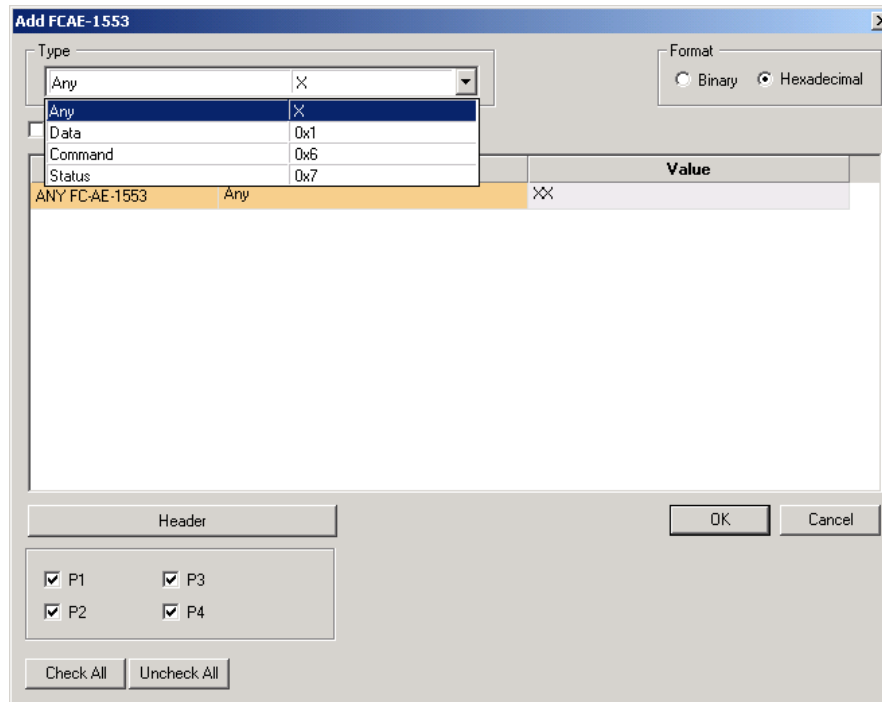 Add FCAE-1553
Type Format
Any X Binary Hexadecimal
Any X
Data 0x1
Command 0x6
Status 0x7
Value
ANY FC-AE-1553 Any XX
Header OK Cancel
P1 P3
P2 P4
Check All Uncheck All